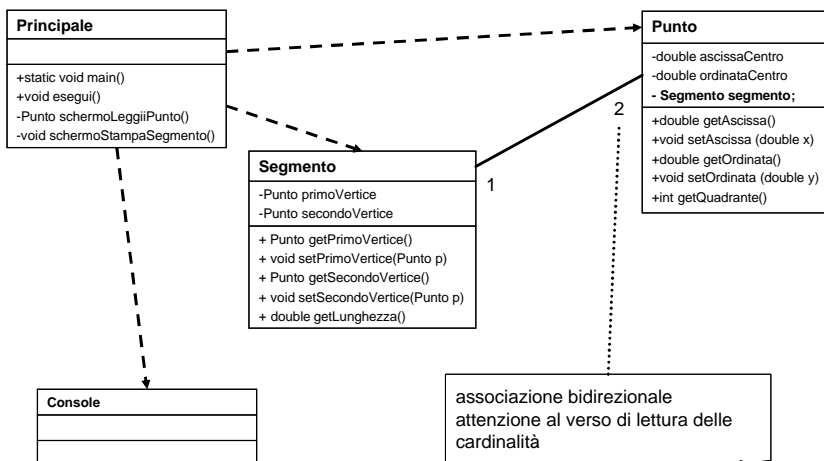 Principale
+static void main()
+void esegui()
-Punto schermoLeggiiPunto()
-void schermoStampaSegmento()
Punto
-double ascissaCentro
-double ordinataCentro
- Segmento segmento;
+double getAscissa()
+void setAscissa (double x)
+double getOrdinata()
+void setOrdinata (double y)
+int getQuadrante()
2
1
Segmento
-Punto primoVertice
-Punto secondoVertice
+ Punto getPrimoVertice()
+ void setPrimoVertice(Punto p)
+ Punto getSecondoVertice()
+ void setSecondoVertice(Punto p)
+ double getLunghezza()
Console
associazione bidirezionale
attenzione al verso di lettura delle
cardinalità